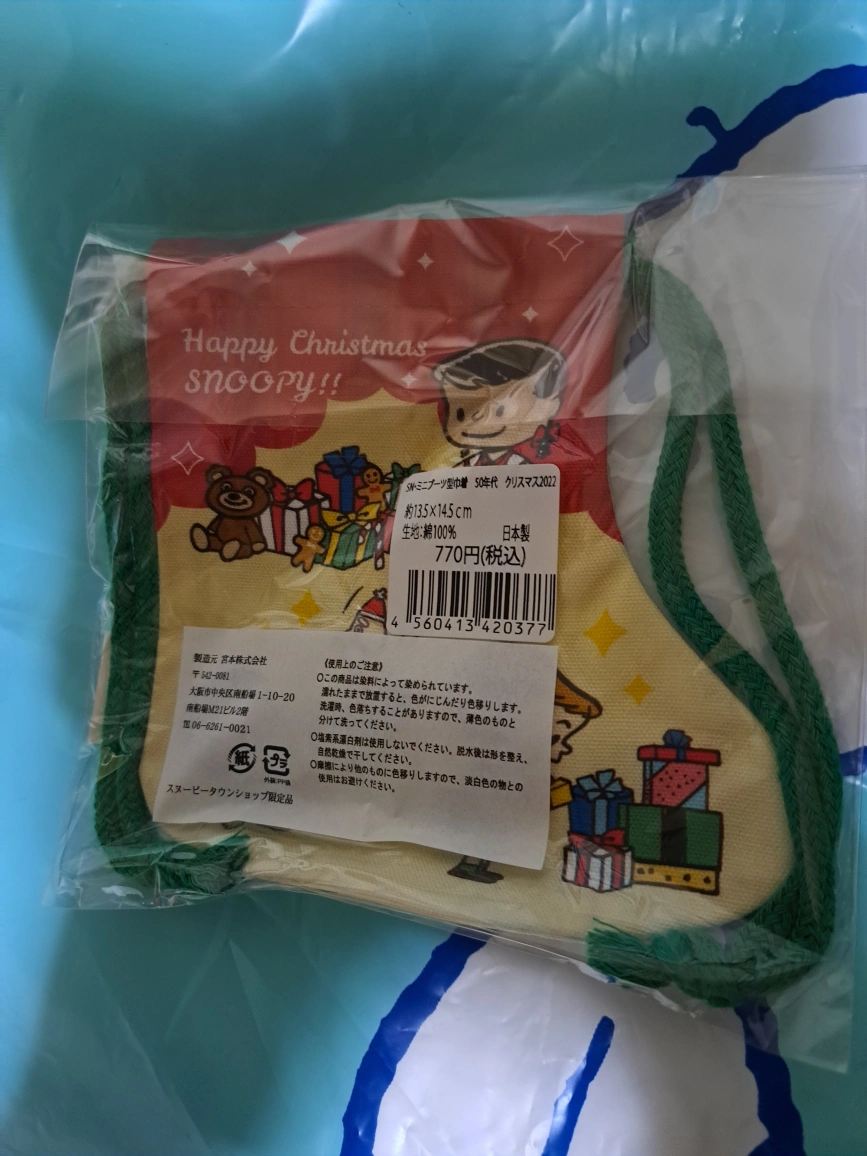 Happy Christmas
SNOOPY!!
SN・ミニブーツ型巾着 50年代 クリスマス2022
約13.5×14.5cm
生地:綿100% 日本製
770円(税込)
4 560413 420377
製造元 宮本株式会社
〒542-0081
大阪市中央区南船場1-10-20
南船場M21ビル2階
℡06-6261-0021
紙 プラ
外装:PP袋
スヌーピータウンショップ限定品
《使用上のご注意》
○この商品は染料によって染められています。
濡れたままで放置すると、色がにじんだり色移りします。
洗濯時、色落ちすることがありますので、薄色のものと
分けて洗ってください。
○塩素系漂白剤は使用しないでください。脱水後は形を整え、
自然乾燥で干してください。
○摩擦により他のものに色移りしますので、淡白色の物との
使用はお避けください。